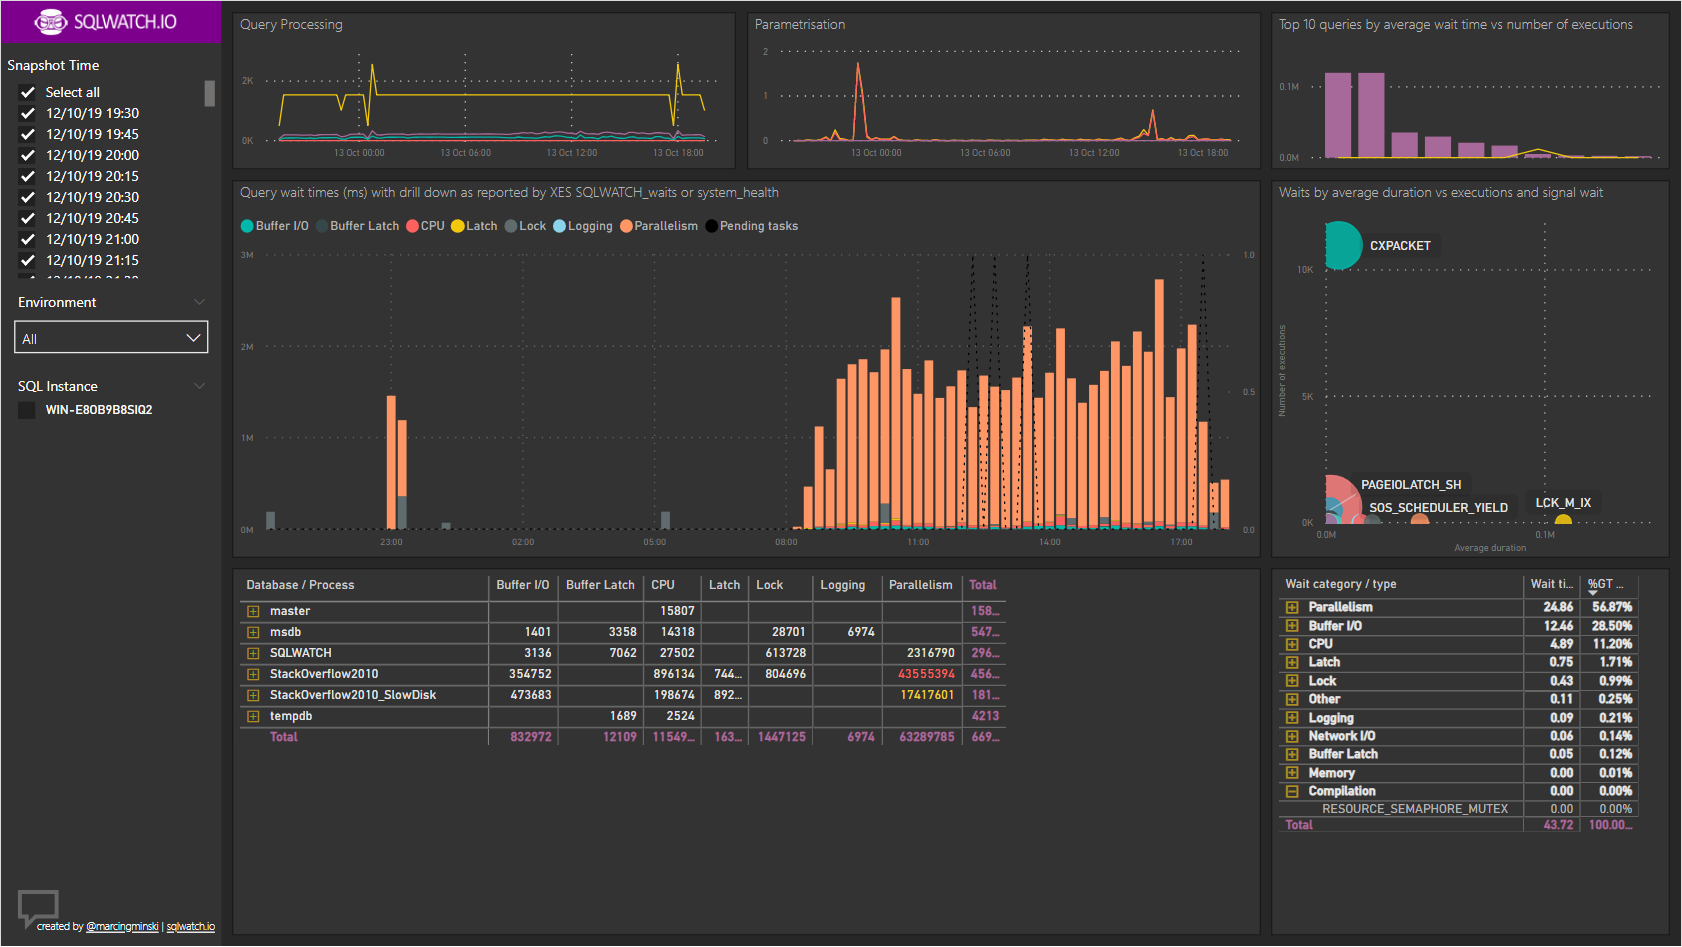 SQLWATCH.IO
Snapshot Time
Select all
12/10/19 19:30
12/10/19 19:45
12/10/19 20:00
12/10/19 20:15
12/10/19 20:30
12/10/19 20:45
12/10/19 21:00
12/10/19 21:15
Environment
All
SQL Instance
WIN-E80B9B8SIQ2
created by @marcingminski | sqlwatch.io
Query Processing
2K
0K
13 Oct 00:00 13 Oct 06:00 13 Oct 12:00 13 Oct 18:00
Parametrisation
2
1
0
13 Oct 00:00 13 Oct 06:00 13 Oct 12:00 13 Oct 18:00
Top 10 queries by average wait time vs number of executions
0.1M
0.0M
Query wait times (ms) with drill down as reported by XES SQLWATCH_waits or system_health
Buffer I/O Buffer Latch CPU Latch Lock Logging Parallelism Pending tasks
3M 1.0
2M
0.5
1M
0M 0.0
23:00 02:00 05:00 08:00 11:00 14:00 17:00
Waits by average duration vs executions and signal wait
Number of executions
CXPACKET
10K
5K
PAGEIOLATCH_SH
SOS_SCHEDULER_YIELD LCK_M_IX
0K
0.0M 0.1M
Average duration
Database / Process Buffer I/O Buffer Latch CPU Latch Lock Logging Parallelism Total
master 15807 158...
msdb 1401 3358 14318 28701 6974 547...
SQLWATCH 3136 7062 27502 613728 2316790 296...
StackOverflow2010 354752 896134 744... 804696 43555394 456...
StackOverflow2010_SlowDisk 473683 198674 892... 17417601 181...
tempdb 1689 2524 4213
Total 832972 12109 11549... 163... 1447125 6974 63289785 669...
Wait category / type Wait ti... %GT ...
Parallelism 24.86 56.87%
Buffer I/O 12.46 28.50%
CPU 4.89 11.20%
Latch 0.75 1.71%
Lock 0.43 0.99%
Other 0.11 0.25%
Logging 0.09 0.21%
Network I/O 0.06 0.14%
Buffer Latch 0.05 0.12%
Memory 0.00 0.01%
Compilation 0.00 0.00%
RESOURCE_SEMAPHORE_MUTEX 0.00 0.00%
Total 43.72 100.00...